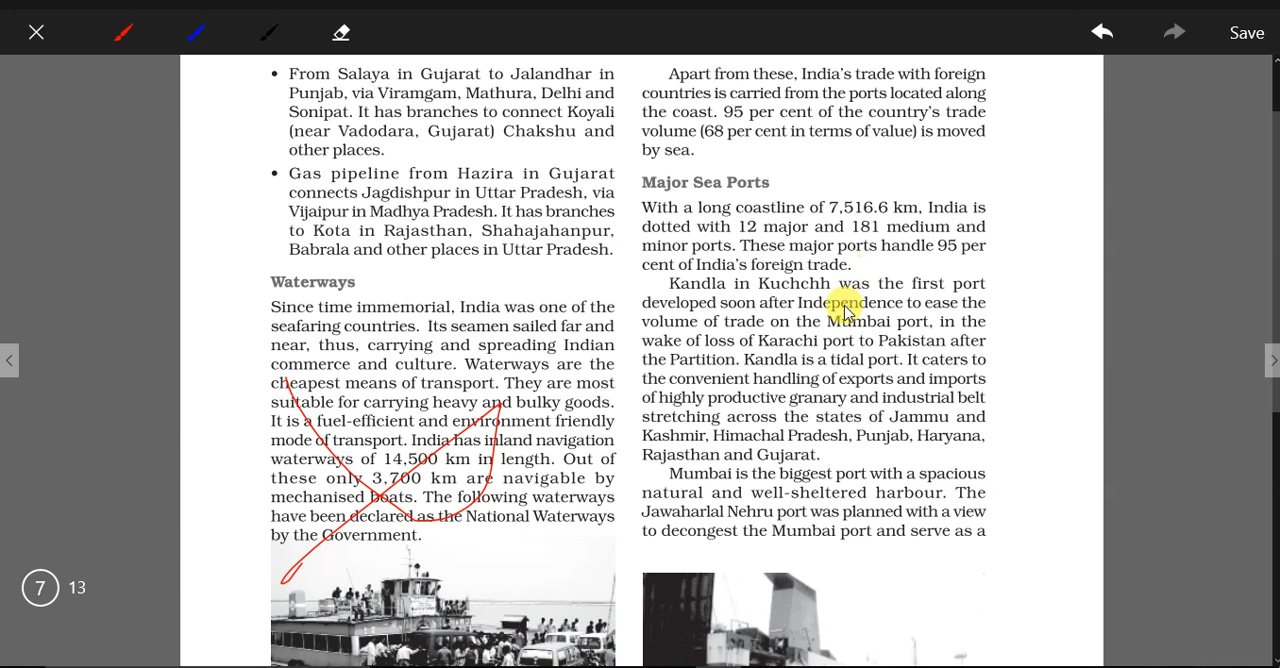 Save
• From Salaya in Gujarat to Jalandhar in
Punjab, via Viramgam, Mathura, Delhi and
Sonipat. It has branches to connect Koyali
(near Vadodara, Gujarat) Chakshu and
other places.
• Gas pipeline from Hazira in Gujarat
connects Jagdishpur in Uttar Pradesh, via
Vijaipur in Madhya Pradesh. It has branches
to Kota in Rajasthan, Shahajahanpur,
Babrala and other places in Uttar Pradesh.
Waterways
Since time immemorial, India was one of the
seafaring countries. Its seamen sailed far and
near, thus, carrying and spreading Indian
commerce and culture. Waterways are the
cheapest means of transport. They are most
suitable for carrying heavy and bulky goods.
It is a fuel-efficient and environment friendly
mode of transport. India has inland navigation
waterways of 14,500 km in length. Out of
these only 3,700 km are navigable by
mechanised boats. The following waterways
have been declared as the National Waterways
by the Government.
Apart from these, India's trade with foreign
countries is carried from the ports located along
the coast. 95 per cent of the country's trade
volume (68 per cent in terms of value) is moved
by sea.
Major Sea Ports
With a long coastline of 7,516.6 km, India is
dotted with 12 major and 181 medium and
minor ports. These major ports handle 95 per
cent of India's foreign trade.
Kandla in Kuchchh was the first port
developed soon after Independence to ease the
volume of trade on the Mumbai port, in the
wake of loss of Karachi port to Pakistan after
the Partition. Kandla is a tidal port. It caters to
the convenient handling of exports and imports
of highly productive granary and industrial belt
stretching across the states of Jammu and
Kashmir, Himachal Pradesh, Punjab, Haryana,
Rajasthan and Gujarat.
Mumbai is the biggest port with a spacious
natural and well-sheltered harbour. The
Jawaharlal Nehru port was planned with a view
to decongest the Mumbai port and serve as a
7 13